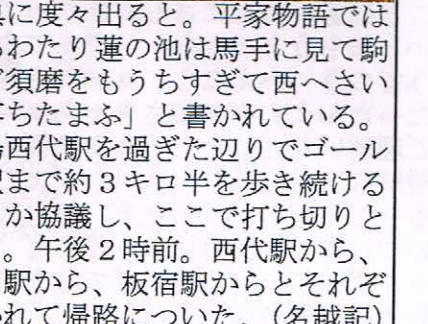 に度々出ると。平家物語では
わたり蓮の池は馬手に見て駒
須磨をもうちすぎて西へさい
ちたまふ」と書かれている。
西代駅を過ぎた辺りでゴール
まで約3キロ半を歩き続ける
か協議し、ここで打ち切りと
。午後2時前。西代駅から、
駅から、板宿駅からとそれぞ
れて帰路についた。(名越記)